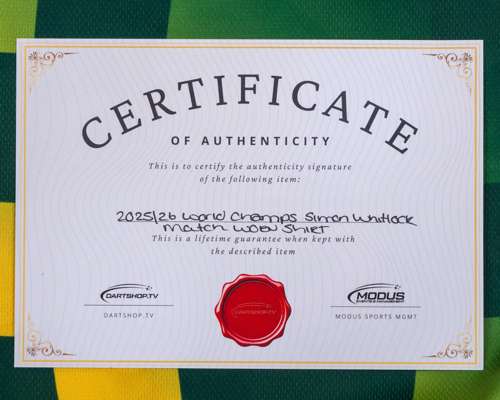 CERTIFICATE
OF AUTHENTICITY
This is to certify the authenticity signature
of the following item:
2025/26 World Champs Simon Whitlock
Match Worn Shirt
This is a lifetime guarantee when kept with
the described item
DARTSHOP.TV
DARTSHOP.TV
DARTSHOP.TV
MODUS
MODUS SPORTS MGMT